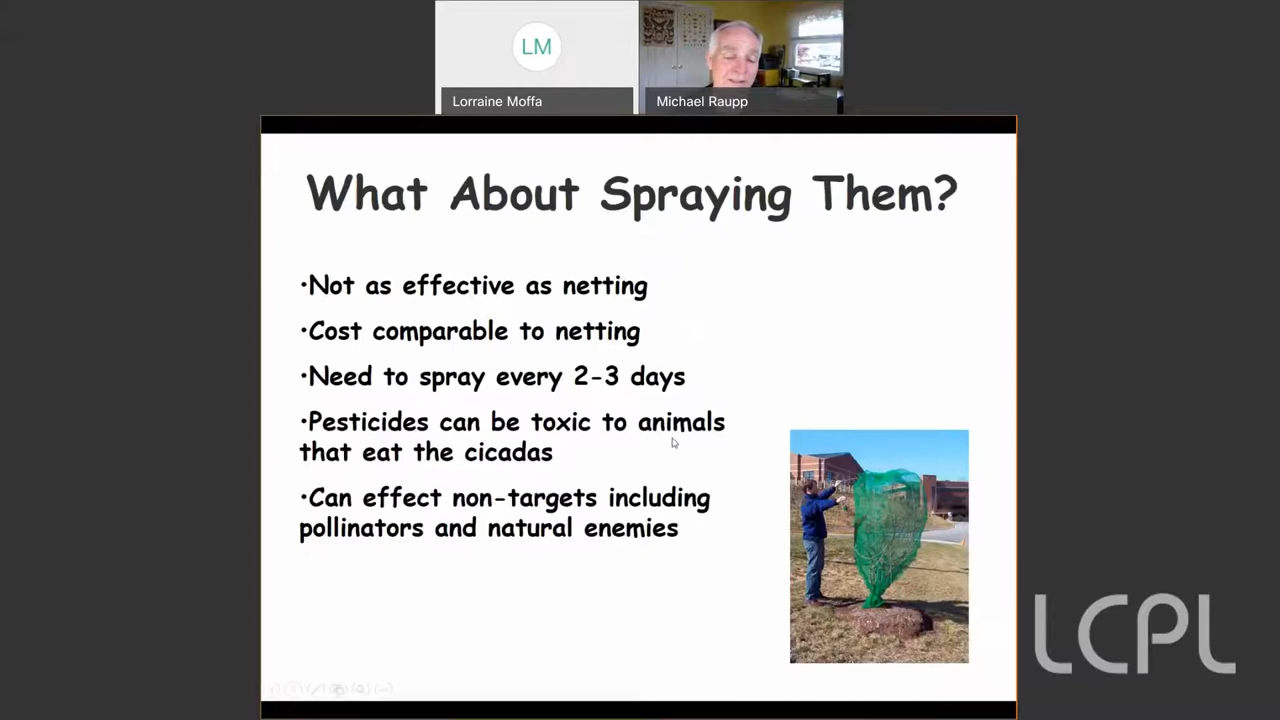 LM
Lorraine Moffa
Michael Raupp
What About Spraying Them?
•Not as effective as netting
•Cost comparable to netting
•Need to spray every 2-3 days
•Pesticides can be toxic to animals
that eat the cicadas
•Can effect non-targets including
pollinators and natural enemies
LCPL